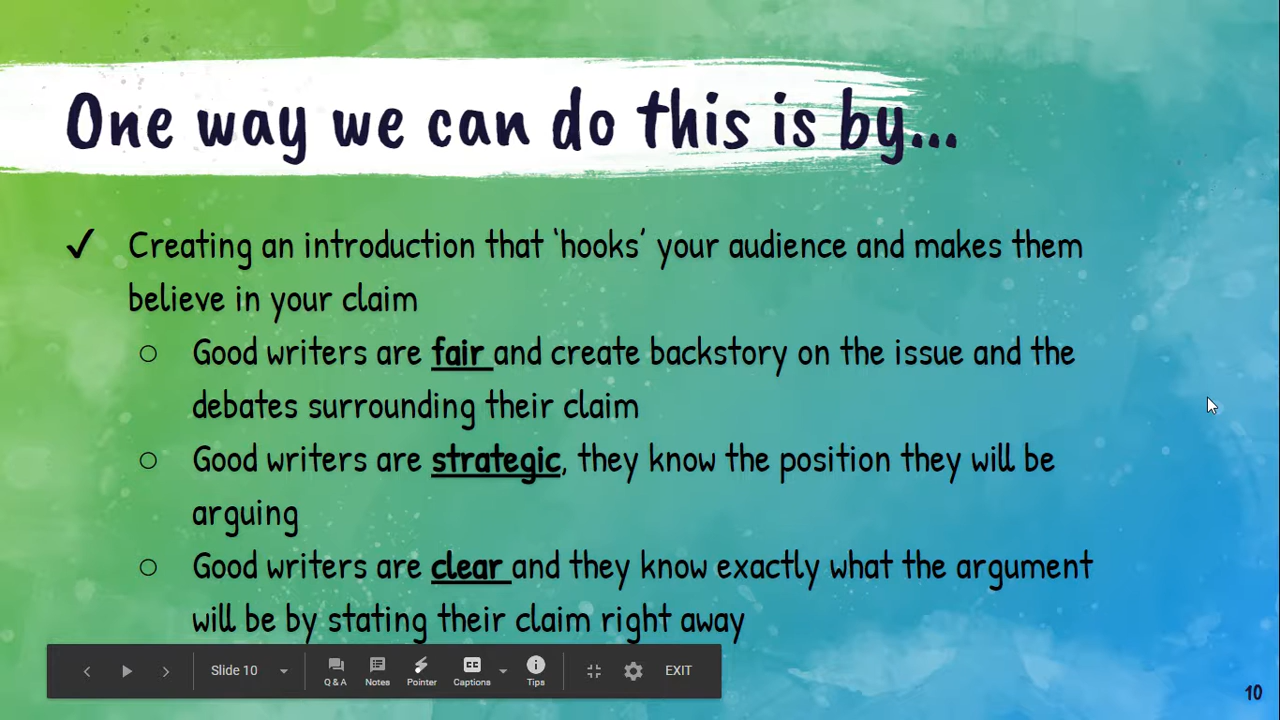 One way we can do this is by...
✓ Creating an introduction that ‘hooks’ your audience and makes them
believe in your claim
○ Good writers are fair and create backstory on the issue and the
debates surrounding their claim
○ Good writers are strategic, they know the position they will be
arguing
○ Good writers are clear and they know exactly what the argument
will be by stating their claim right away
Slide 10
Q & A
Notes
Pointer
CC
Captions
Tips
EXIT
10